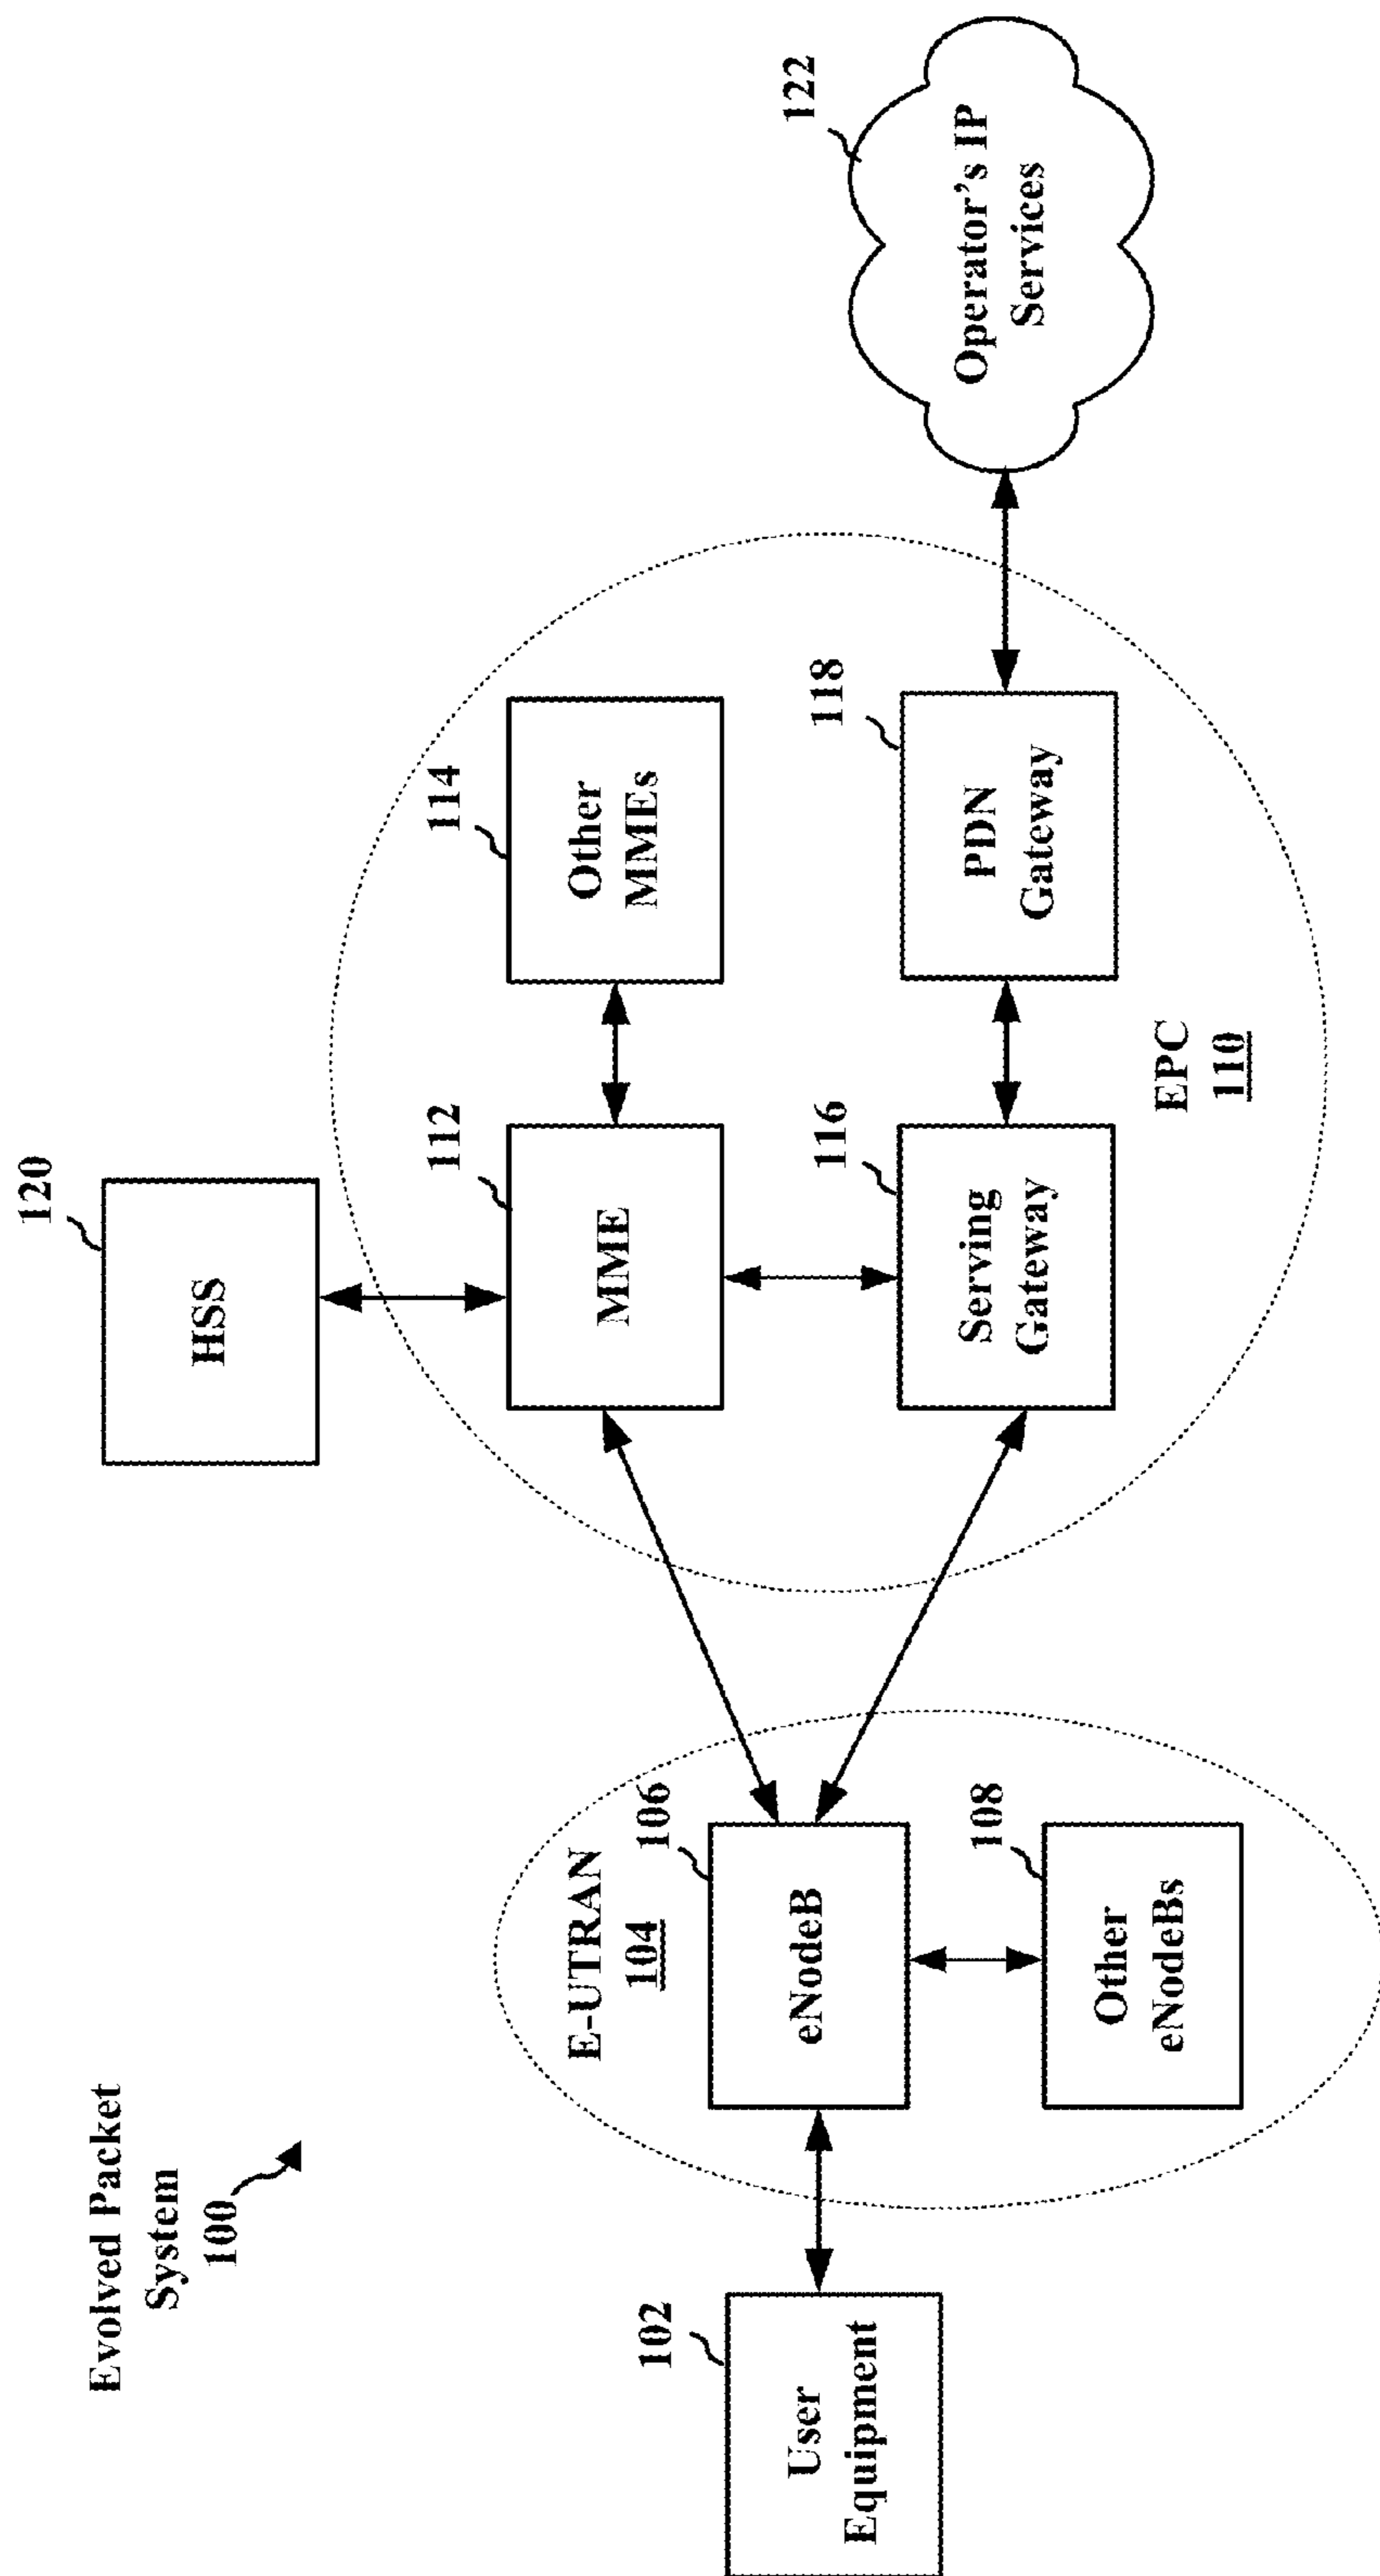 Evolved Packet
System
100
120
HSS
112
MME
114
Other
MMEs
122
Operator's IP
Services
E-UTRAN
104
106
eNodeB
102
User
Equipment
108
Other
eNodeBs
116
Serving
Gateway
118
PDN
Gateway
EPC
110